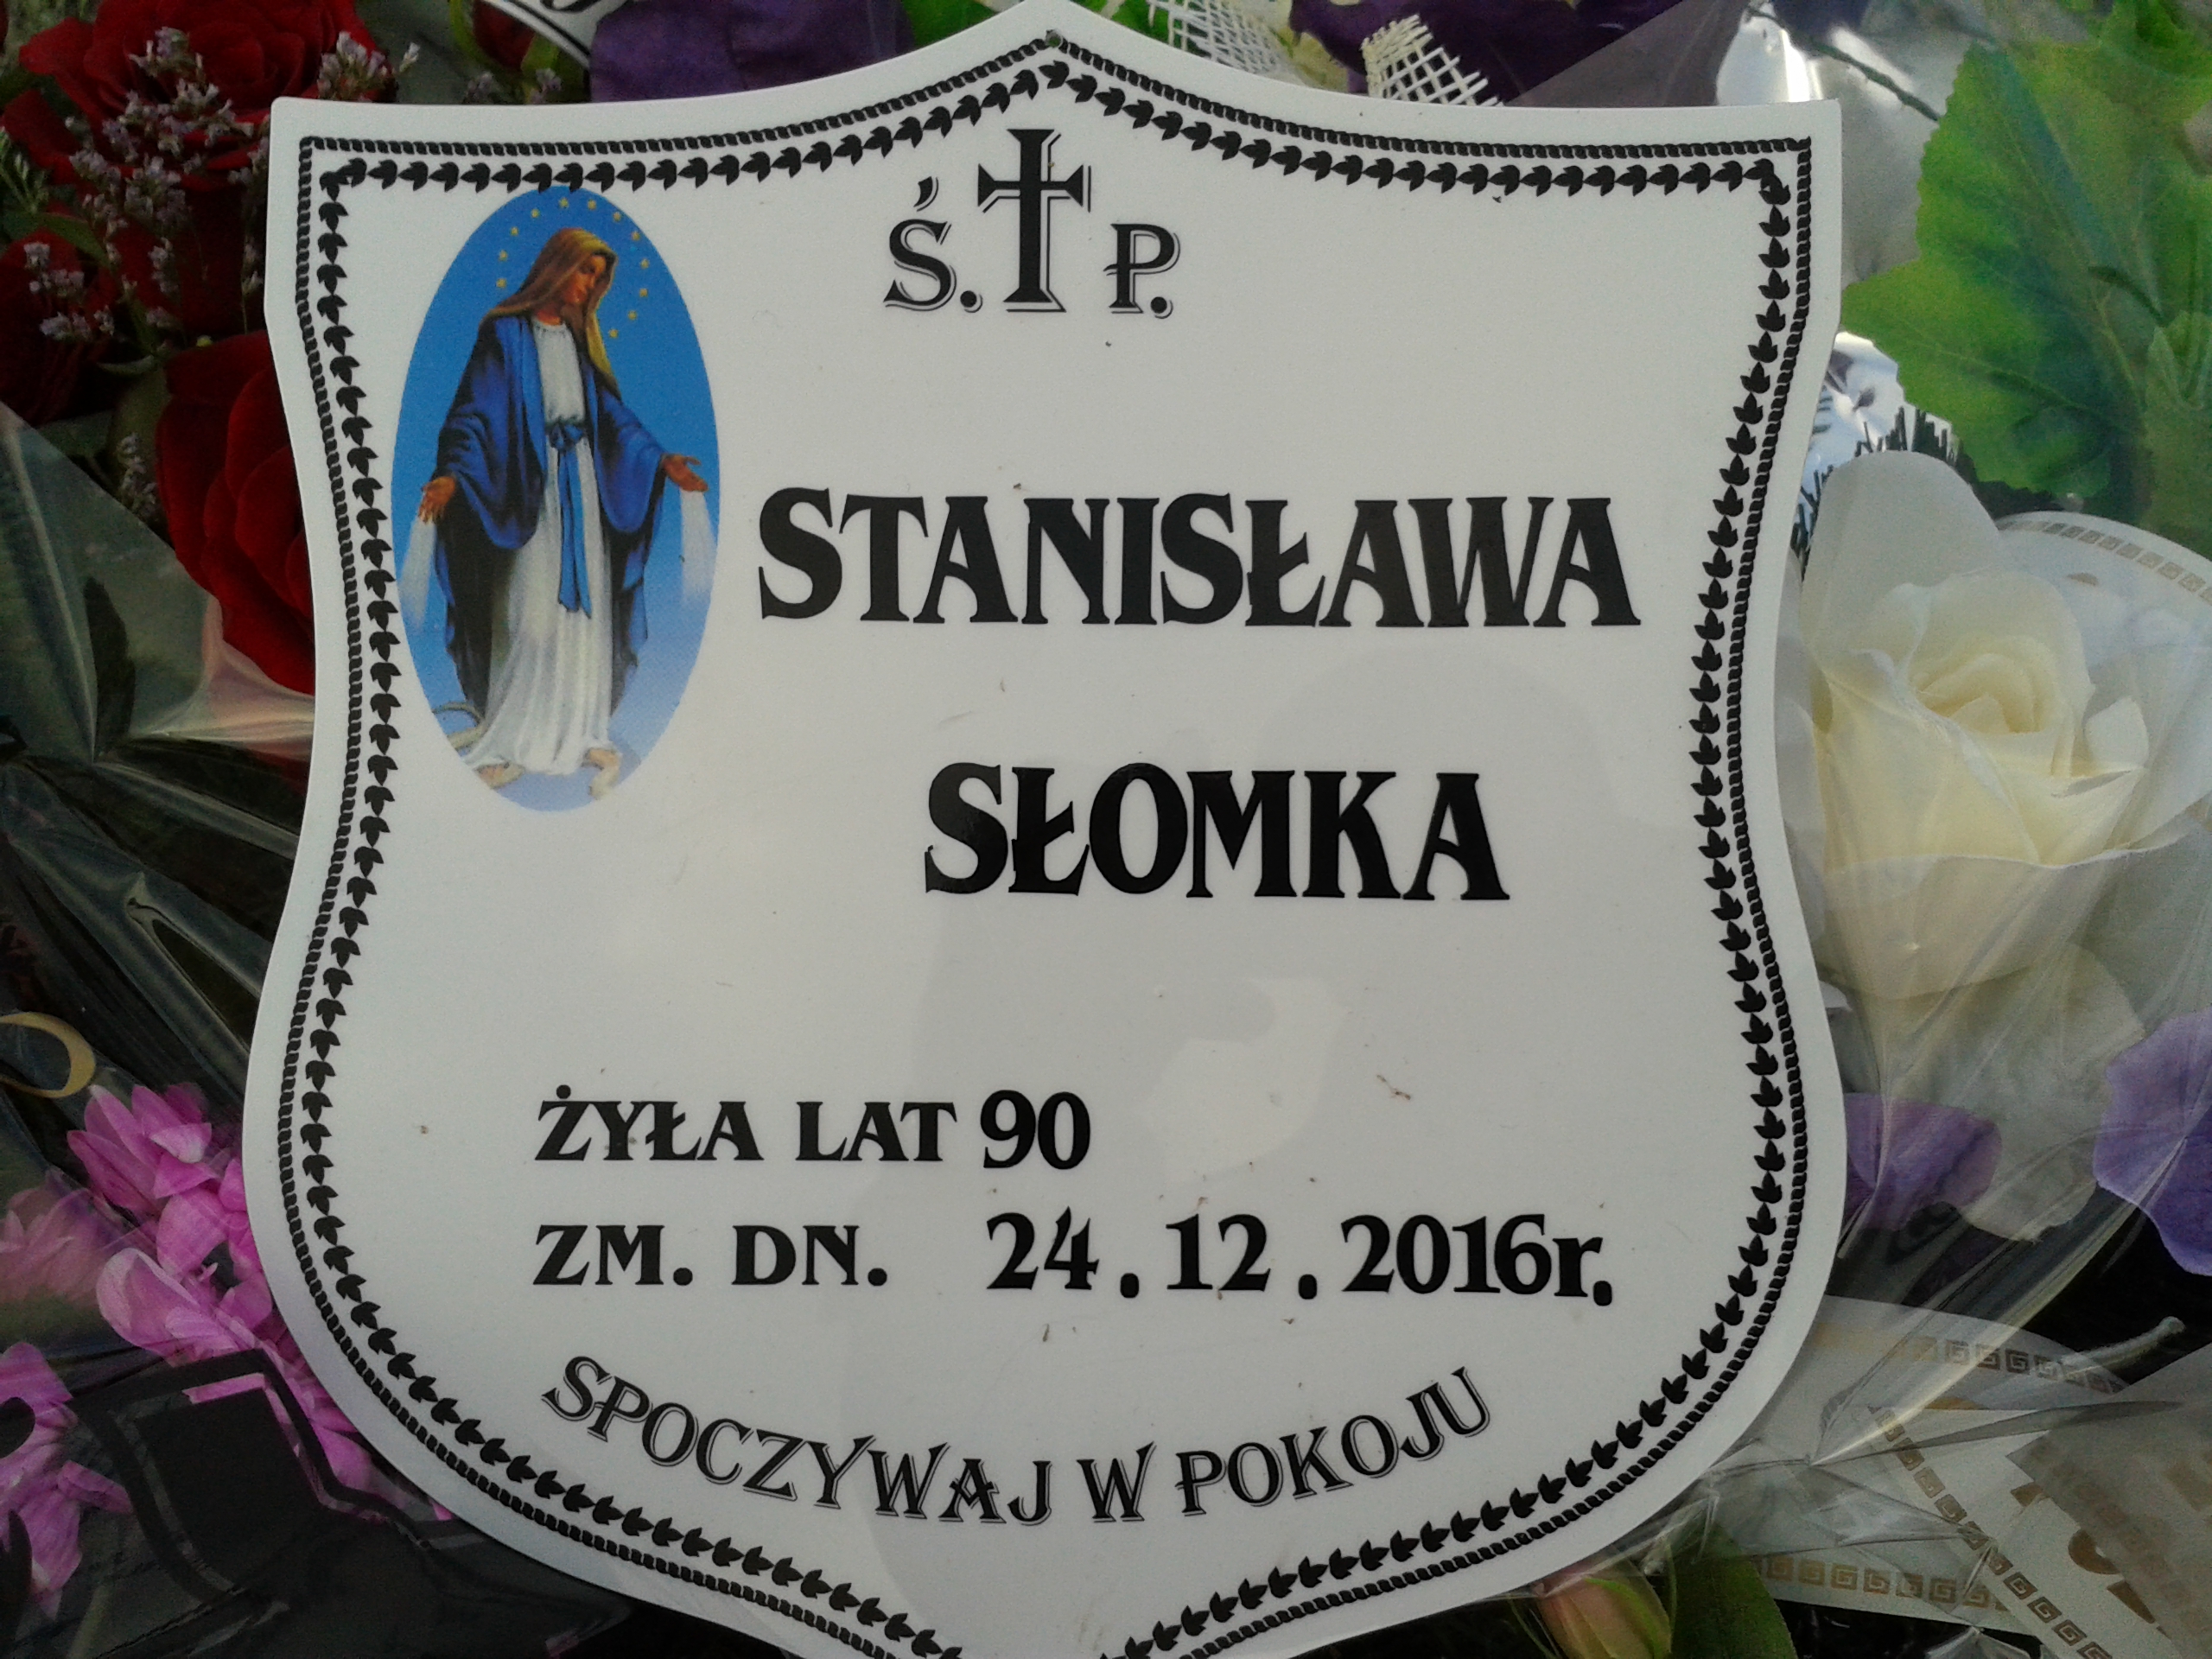 Ś. P.
STANISŁAWA
SŁOMKA
ŻYŁA LAT 90
ZM. DN. 24.12.2016r.
SPOCZYWAJ W POKOJU